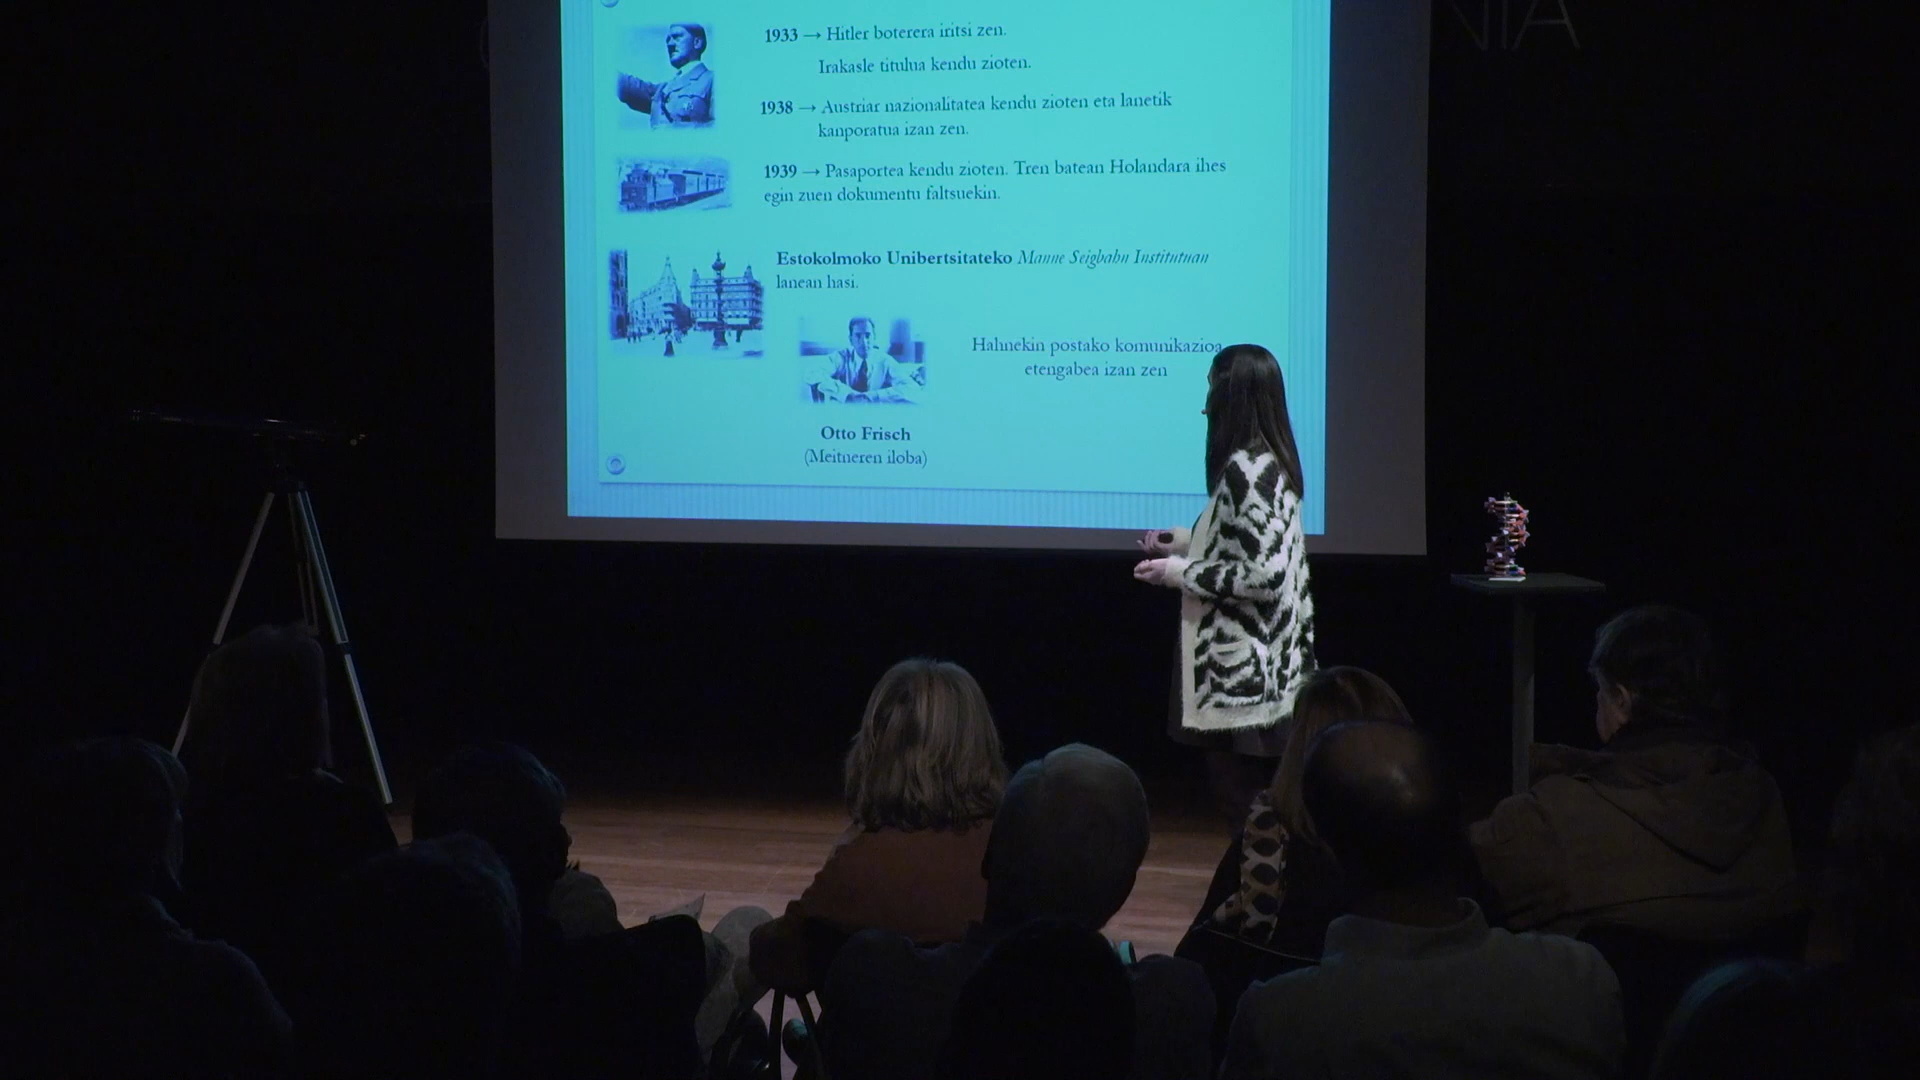 NIA
1933 → Hitler boterera iritsi zen.
Irakasle titulua kendu zioten.
1938 → Austriar nazionalitatea kendu zioten eta lanetik
kanporatua izan zen.
1939 → Pasaportea kendu zioten. Tren batean Holandara ihes
egin zuen dokumentu faltsuekin.
Estokolmoko Unibertsitateko Manne Seigbahn Institutuan
lanean hasi.
Hahnekin postako komunikazioa
etengabea izan zen
Otto Frisch
(Meitneren iloba)